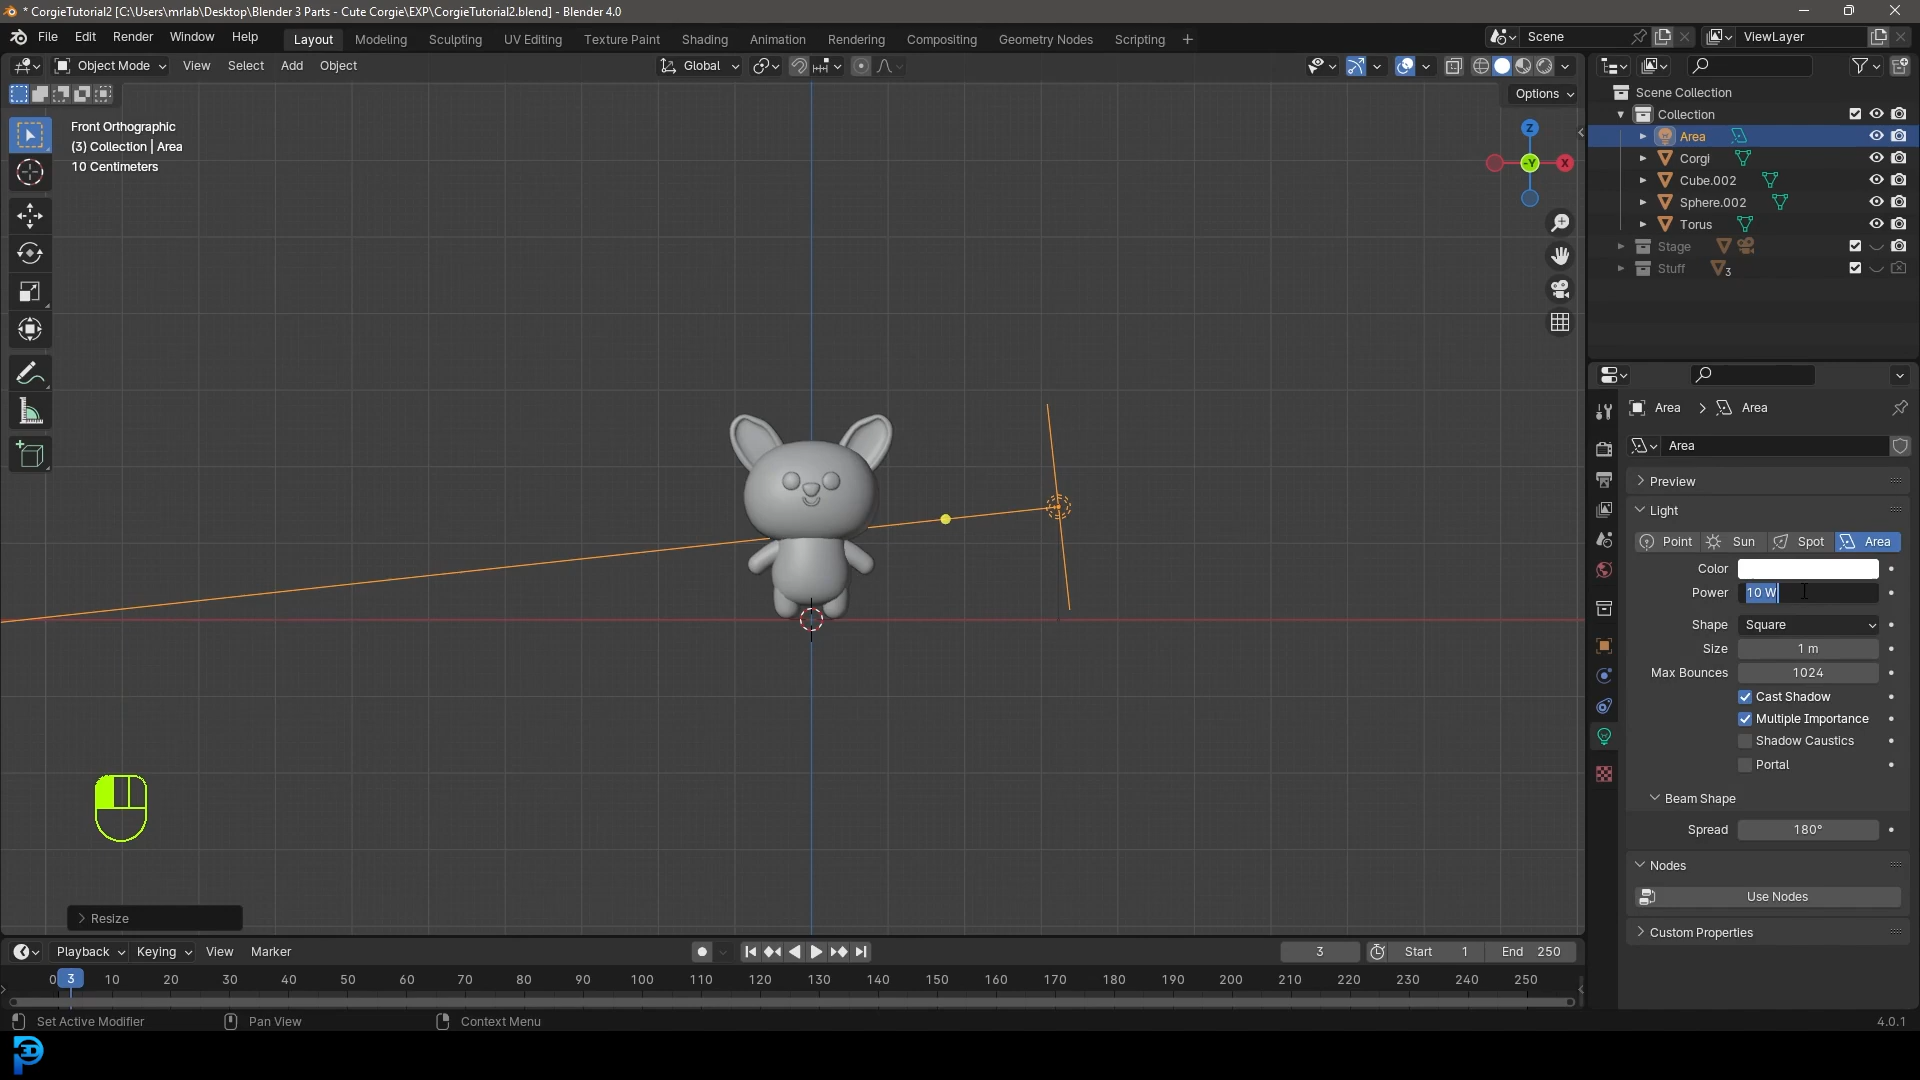 * CorgieTutorial2 [C:\Users\mrlab\Desktop\Blender 3 Parts - Cute Corgie\EXP\CorgieTutorial2.blend] - Blender 4.0
File Edit Render Window Help
Layout Modeling Sculpting UV Editing Texture Paint Shading Animation Rendering Compositing Geometry Nodes Scripting +
Scene
ViewLayer
Object Mode View Select Add Object
Global
Options
Front Orthographic
(3) Collection | Area
10 Centimeters
Z
-Y
X
Scene Collection
Collection
Area
Corgi
Cube.002
Sphere.002
Torus
Stage
Stuff 3
Area > Area
Area
Preview
Light
Point Sun Spot Area
Color
Power 10 W
Shape Square
Size 1 m
Max Bounces 1024
Cast Shadow
Multiple Importance
Shadow Caustics
Portal
Beam Shape
Spread 180°
Nodes
Use Nodes
Custom Properties
Resize
Playback Keying View Marker
3 Start 1 End 250
0 3 10 20 30 40 50 60 70 80 90 100 110 120 130 140 150 160 170 180 190 200 210 220 230 240 250
Set Active Modifier Pan View Context Menu
4.0.1
3D